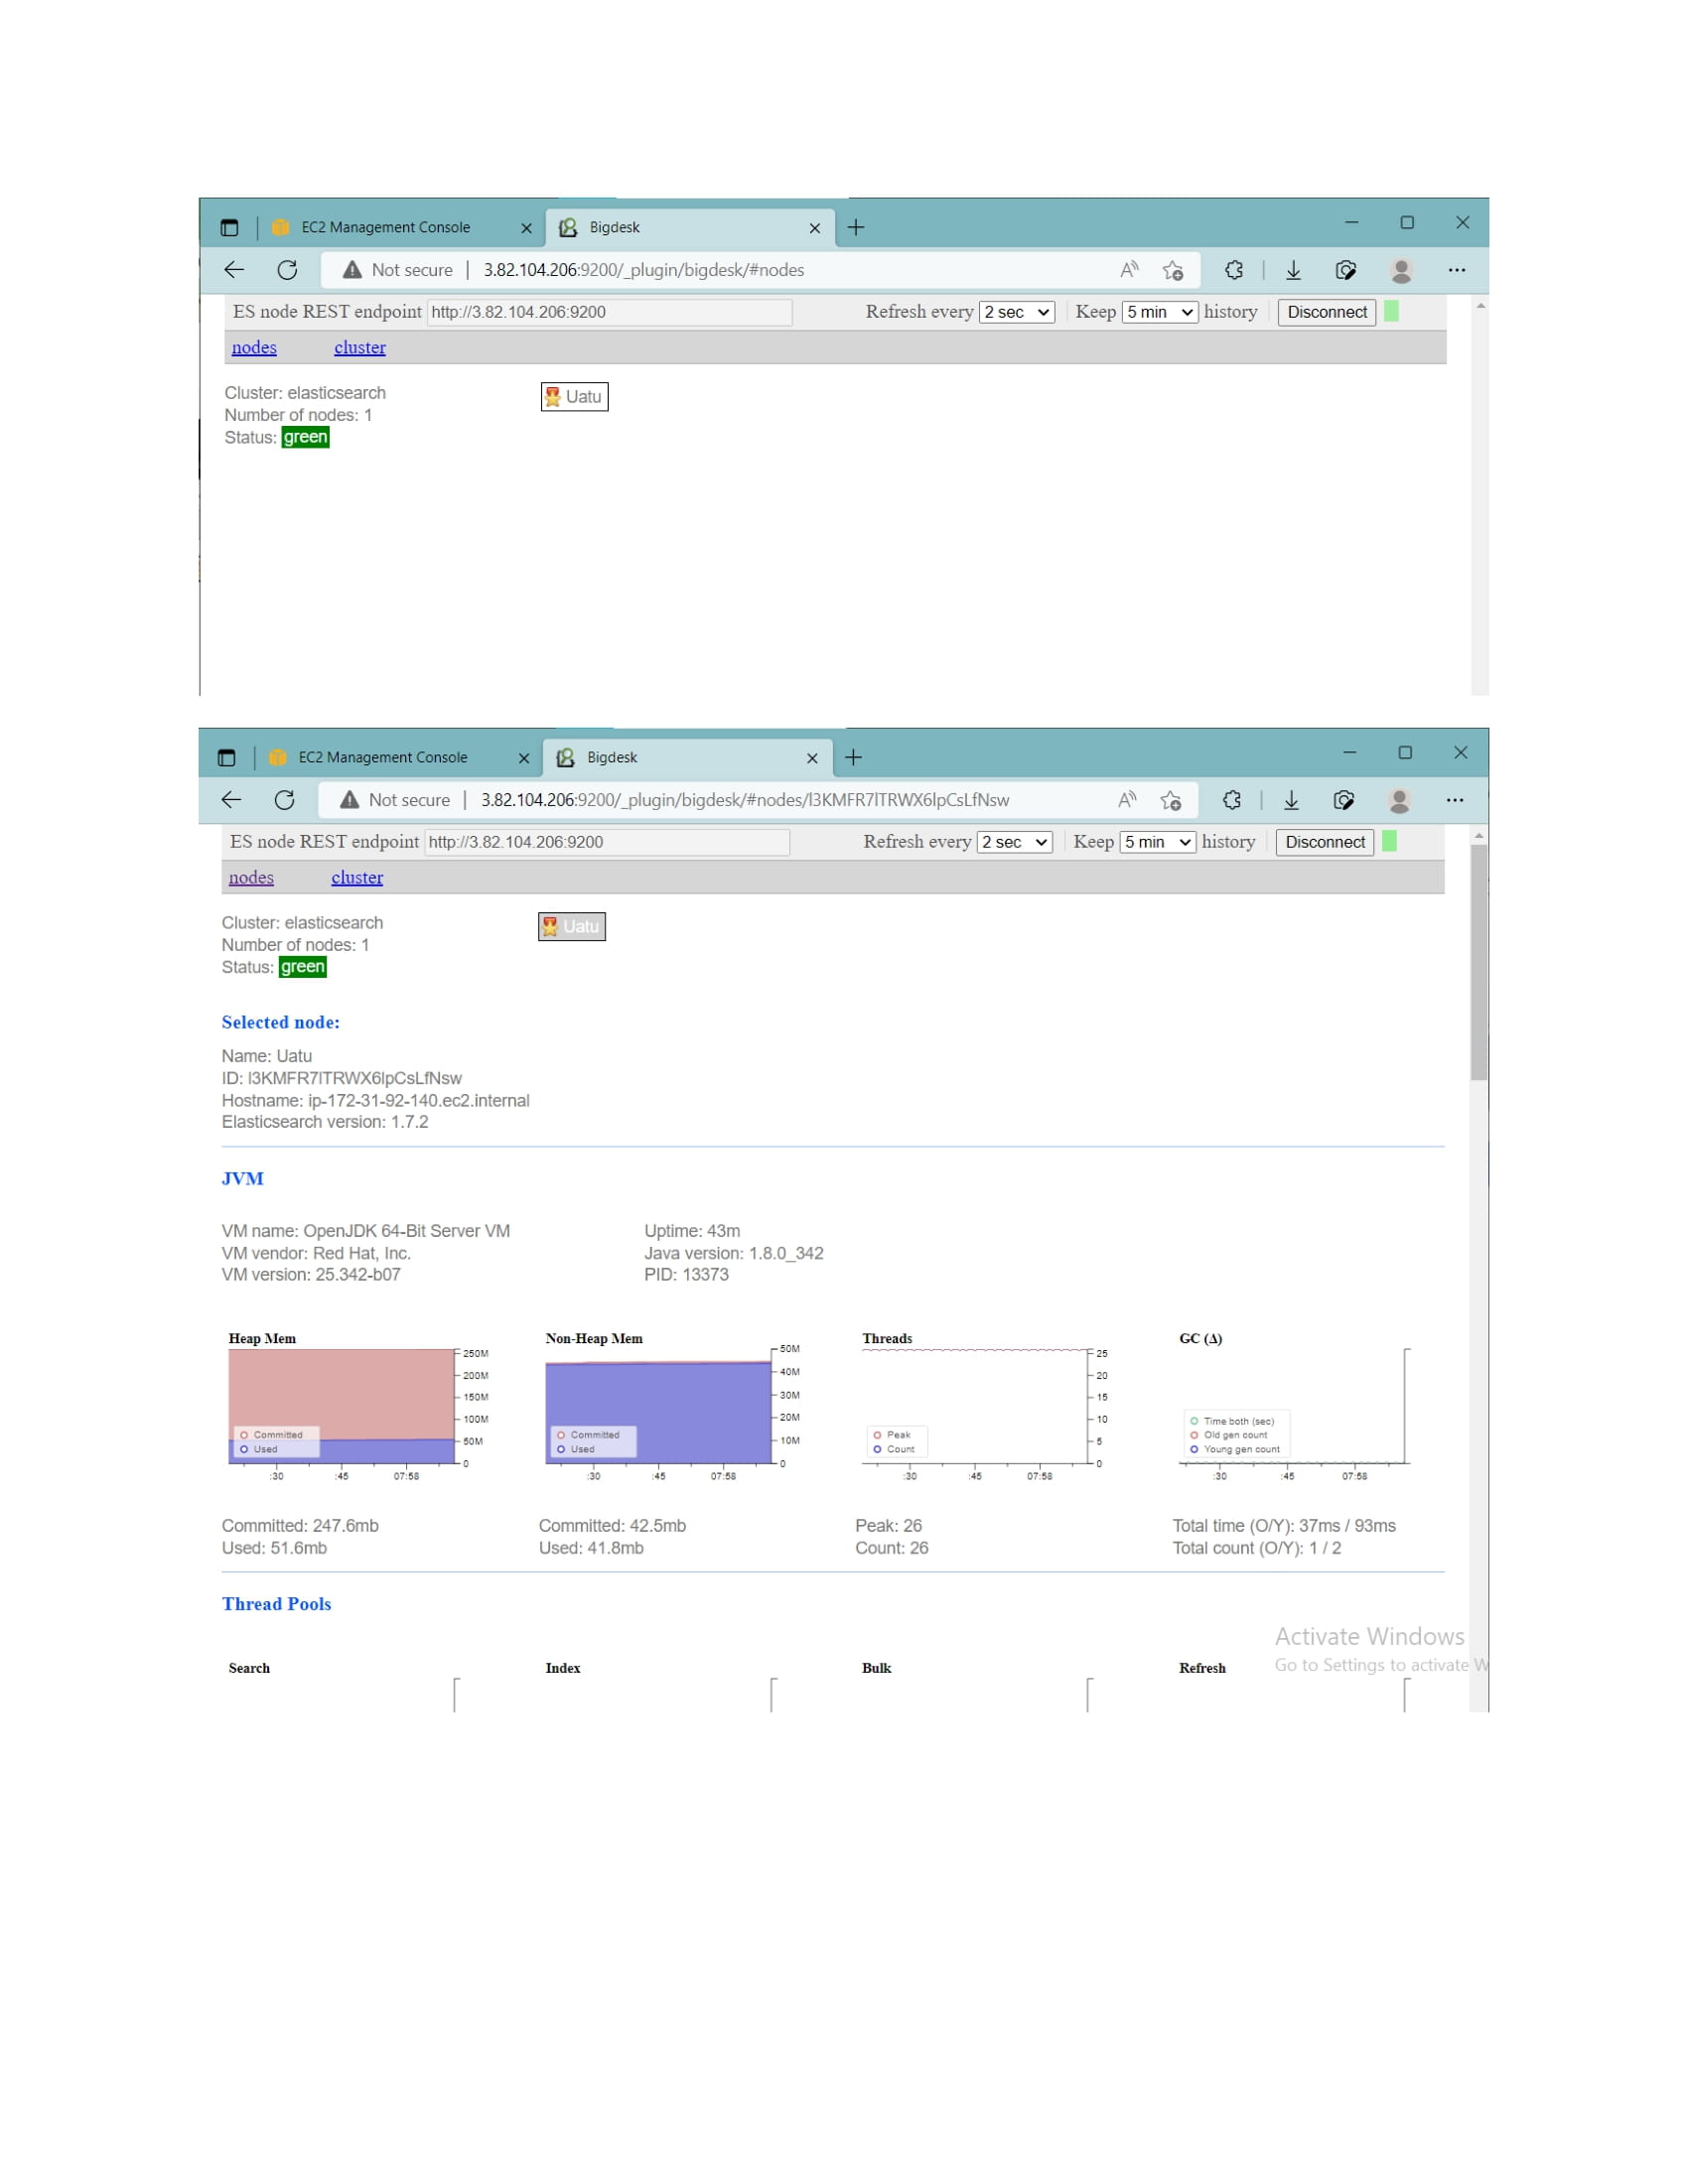 EC2 Management Console
Bigdesk
Not secure | 3.82.104.206:9200/_plugin/bigdesk/#nodes
ES node REST endpoint http://3.82.104.206:9200 Refresh every 2 sec Keep 5 min history Disconnect
nodes cluster
Cluster: elasticsearch
Uatu
Number of nodes: 1
Status: green
EC2 Management Console
Bigdesk
Not secure | 3.82.104.206:9200/_plugin/bigdesk/#nodes/l3KMFR7lTRWX6lpCsLfNsw
ES node REST endpoint http://3.82.104.206:9200 Refresh every 2 sec Keep 5 min history Disconnect
nodes cluster
Cluster: elasticsearch
Uatu
Number of nodes: 1
Status: green
Selected node:
Name: Uatu
ID: l3KMFR7lTRWX6lpCsLfNsw
Hostname: ip-172-31-92-140.ec2.internal
Elasticsearch version: 1.7.2
JVM
VM name: OpenJDK 64-Bit Server VM
VM vendor: Red Hat, Inc.
VM version: 25.342-b07
Uptime: 43m
Java version: 1.8.0_342
PID: 13373
Heap Mem
250M
200M
150M
100M
50M
0
Committed
Used
:30 :45 07:58
Committed: 247.6mb
Used: 51.6mb
Non-Heap Mem
50M
40M
30M
20M
10M
0
Committed
Used
:30 :45 07:58
Committed: 42.5mb
Used: 41.8mb
Threads
25
20
15
10
5
0
Peak
Count
:30 :45 07:58
Peak: 26
Count: 26
GC (Δ)
Time both (sec)
Old gen count
Young gen count
:30 :45 07:58
Total time (O/Y): 37ms / 93ms
Total count (O/Y): 1 / 2
Thread Pools
Search Index Bulk Refresh
Activate Windows
Go to Settings to activate W